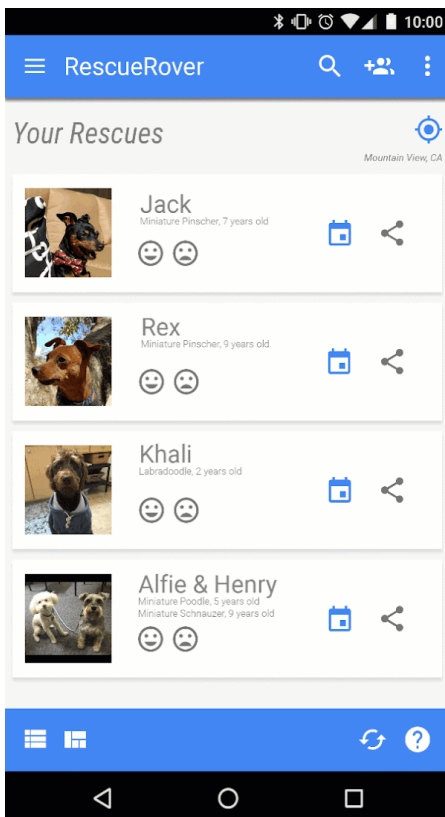 10:00
RescueRover
Your Rescues
Mountain View, CA
Jack
Miniature Pinscher, 7 years old
Rex
Miniature Pinscher, 9 years old
Khali
Labradoodle, 2 years old
Alfie & Henry
Miniature Poodle, 5 years old
Miniature Schnauzer, 9 years old